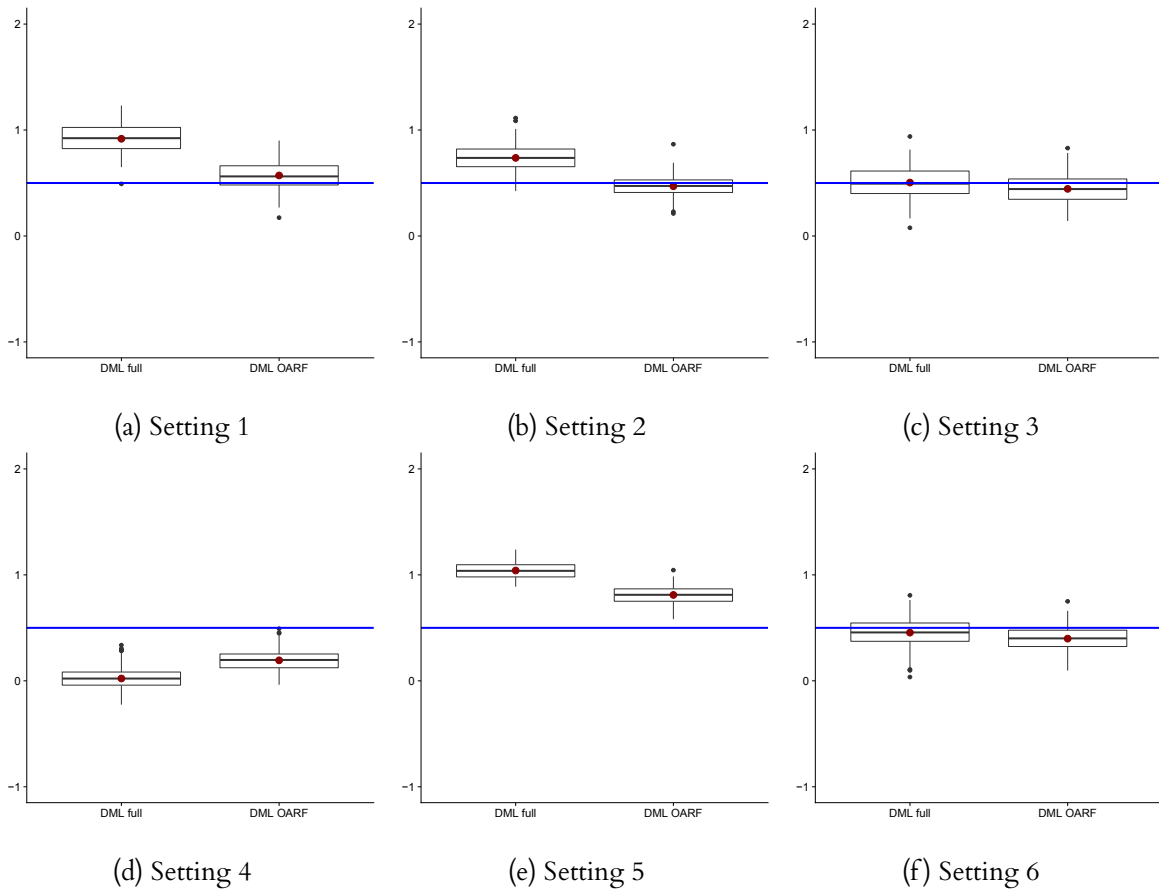 2
1
0
−1
DML full DML OARF
(a) Setting 1
2
1
0
−1
DML full DML OARF
(b) Setting 2
2
1
0
−1
DML full DML OARF
(c) Setting 3
2
1
0
−1
DML full DML OARF
(d) Setting 4
2
1
0
−1
DML full DML OARF
(e) Setting 5
2
1
0
−1
DML full DML OARF
(f) Setting 6